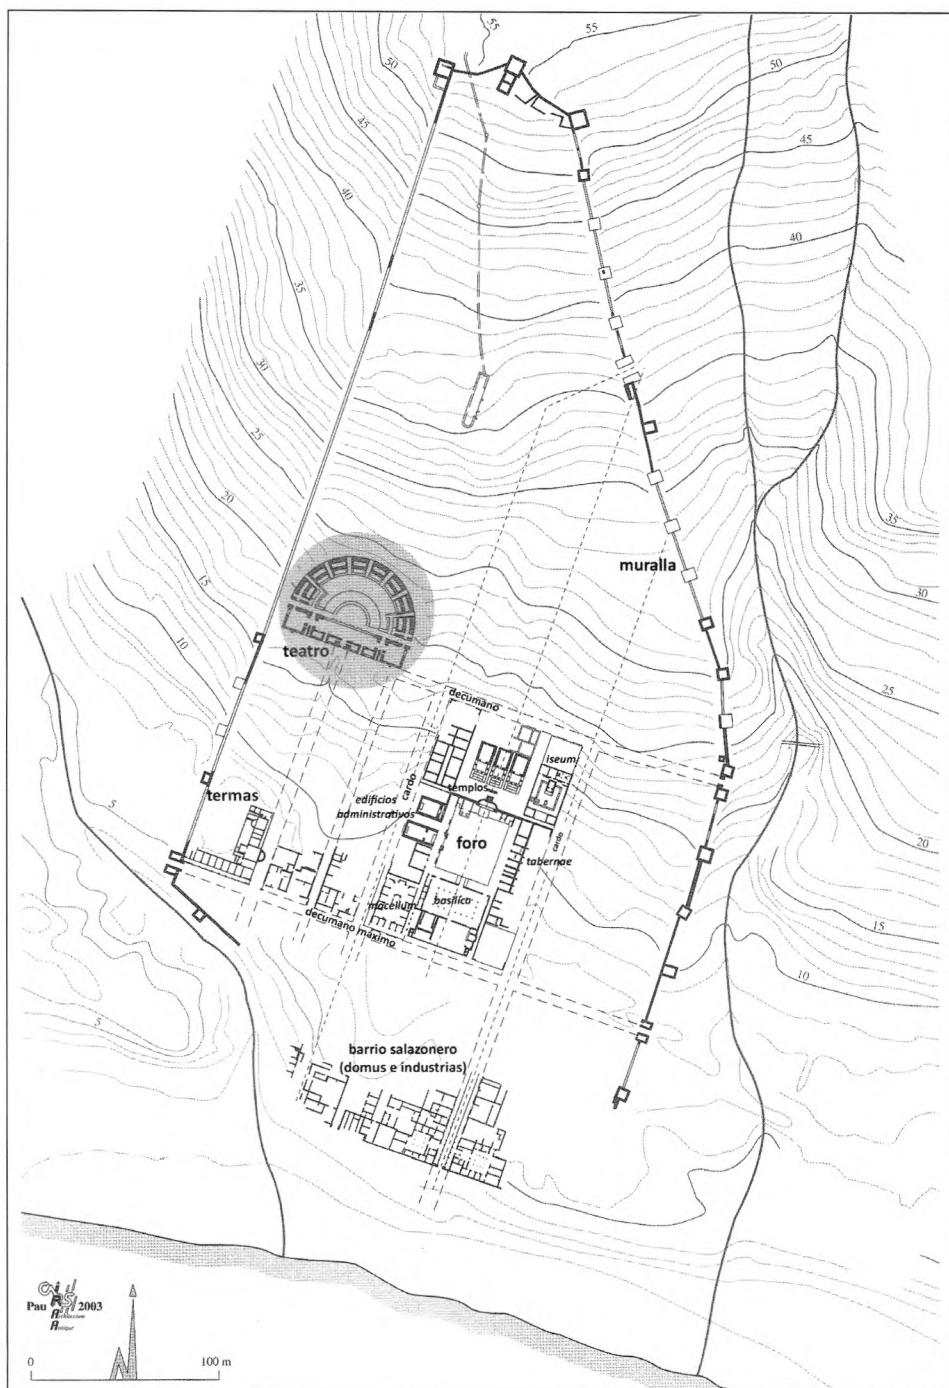 55
55
50
50
45
45
40
40
35
30
25
20
15
10
5
35
30
25
20
15
10
5
muralla
teatro
decumano
iseum
templos
cardo
termas
edificios
administrativos
foro
cardo
tabernae
basílica
macellum
decumano máximo
barrio salazonero
(domus e industrias)
Pau 2003
Architecture
Antique
0 100 m